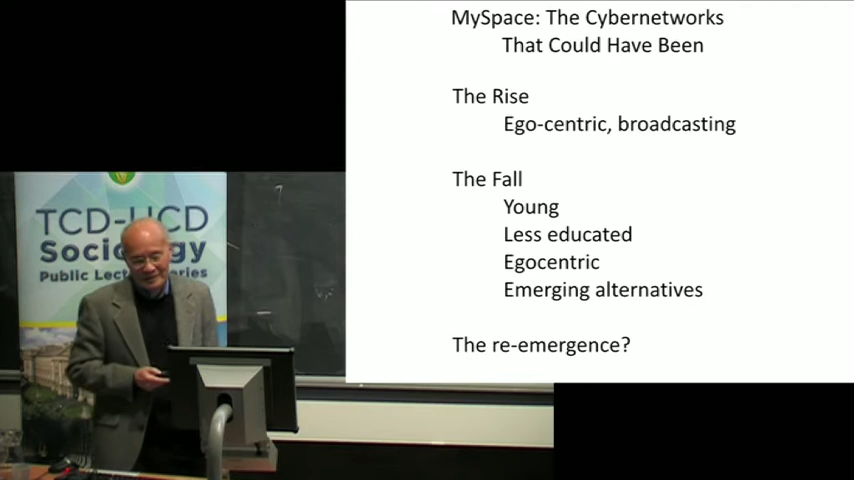 MySpace: The Cybernetworks
That Could Have Been
The Rise
Ego-centric, broadcasting
The Fall
Young
Less educated
Egocentric
Emerging alternatives
The re-emergence?
TCD-UCD
Sociology
Public Lecture Series